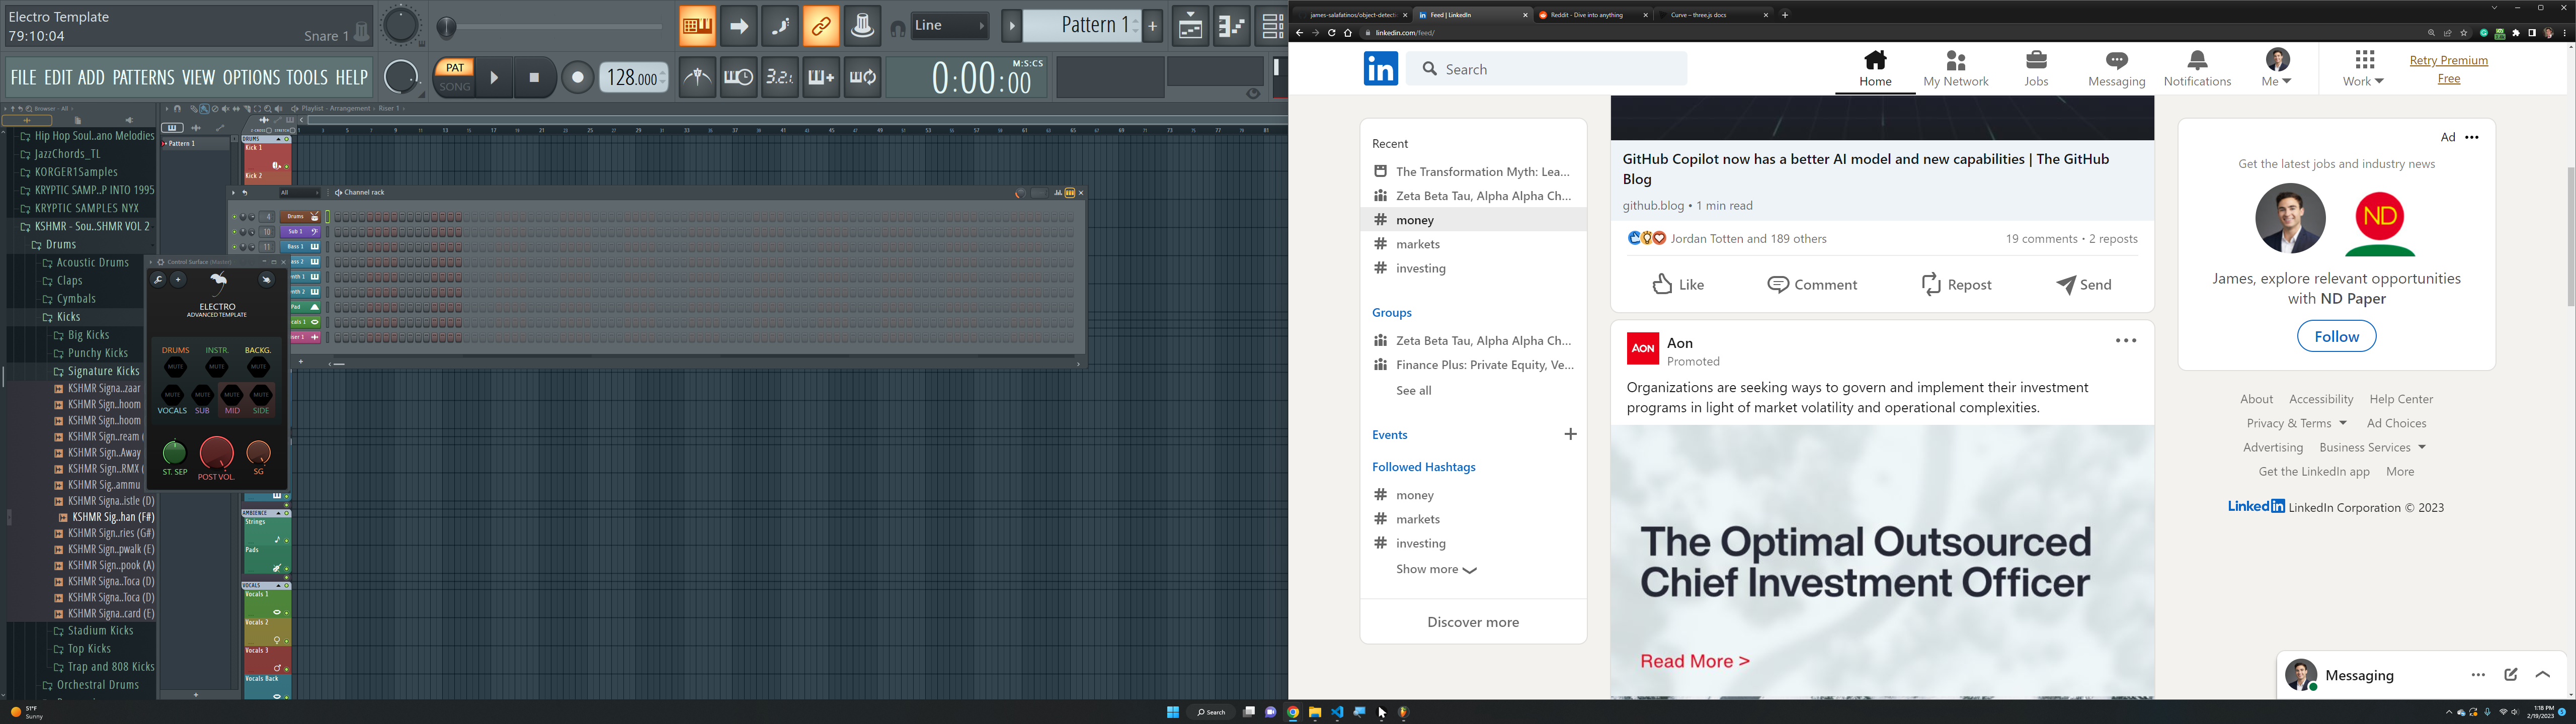 Electro Template
79:10:04
Snare 1
FILE EDIT ADD PATTERNS VIEW OPTIONS TOOLS HELP
PAT
SONG
128.000
Line
Pattern 1
3.2.
M:S:CS
0:00:00
Browser - All
Playlist - Arrangement
Riser 1
Hip Hop Soul..ano Melodies
JazzChords_TL
KORGER1Samples
KRYPTIC SAMP..P INTO 1995
KRYPTIC SAMPLES NYX
KSHMR - Sou..SHMR VOL 2
Drums
Acoustic Drums
Claps
Cymbals
Kicks
Big Kicks
Punchy Kicks
Signature Kicks
KSHMR Signa..zaar
KSHMR Sign..hoom
KSHMR Sign..hoom
KSHMR Sign..ream
KSHMR Sign..Away
KSHMR Sign..RMX
KSHMR Sig..ammu
KSHMR Signa..istle (D)
KSHMR Sig..han (F#)
KSHMR Sign..ries (G#)
KSHMR Sign..pwalk (E)
KSHMR Sign..pook (A)
KSHMR Signa..Toca (D)
KSHMR Signa..Toca (D)
KSHMR Signa..card (E)
Stadium Kicks
Top Kicks
Trap and 808 Kicks
Orchestral Drums
Pattern 1
DRUMS
Kick 1
Kick 2
All
Channel rack
4 Drums
10 Sub 1
11 Bass 1
Control Surface (Master)
ELECTRO
ADVANCED TEMPLATE
DRUMS INSTR. BACKG.
MUTE MUTE MUTE
MUTE MUTE MUTE MUTE
VOCALS SUB MID SIDE
ST. SEP POST VOL. SG
AMBIENCE
Strings
Pads
VOCALS
Vocals 1
Vocals 2
Vocals 3
Vocals Back
james-salafatinos/object-detecti
Feed | LinkedIn
Reddit - Dive into anything
Curve – three.js docs
linkedin.com/feed/
in
Search
Home
My Network
Jobs
Messaging
Notifications
Me
Work
Retry Premium
Free
Recent
The Transformation Myth: Lea...
Zeta Beta Tau, Alpha Alpha Ch...
# money
# markets
# investing
Groups
Zeta Beta Tau, Alpha Alpha Ch...
Finance Plus: Private Equity, Ve...
See all
Events
Followed Hashtags
# money
# markets
# investing
Show more
Discover more
GitHub Copilot now has a better AI model and new capabilities | The GitHub
Blog
github.blog • 1 min read
Jordan Totten and 189 others
19 comments • 2 reposts
Like
Comment
Repost
Send
AON
Aon
Promoted
Organizations are seeking ways to govern and implement their investment
programs in light of market volatility and operational complexities.
The Optimal Outsourced
Chief Investment Officer
Read More >
Ad
Get the latest jobs and industry news
ND
James, explore relevant opportunities
with ND Paper
Follow
About Accessibility Help Center
Privacy & Terms Ad Choices
Advertising Business Services
Get the LinkedIn app More
LinkedIn LinkedIn Corporation © 2023
Messaging
51°F
Sunny
Search
1:18 PM
2/19/2023